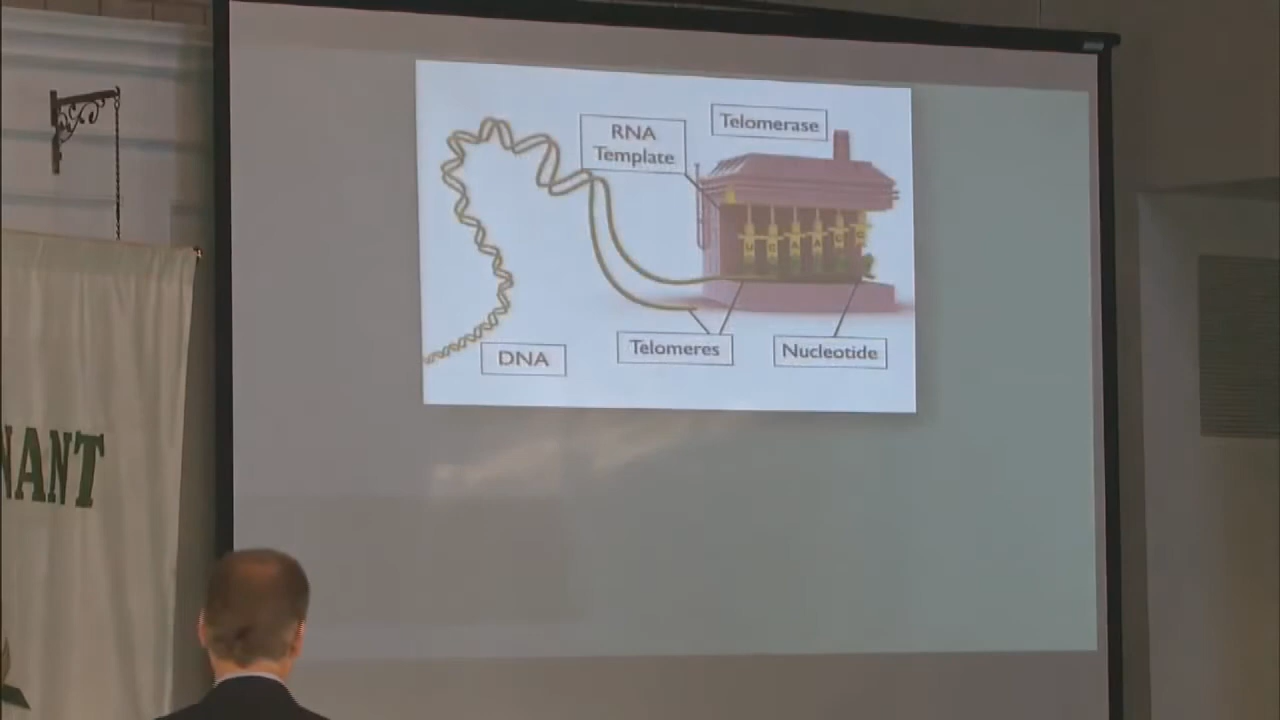 RNA
Template
Telomerase
DNA
Telomeres
Nucleotide
NANT